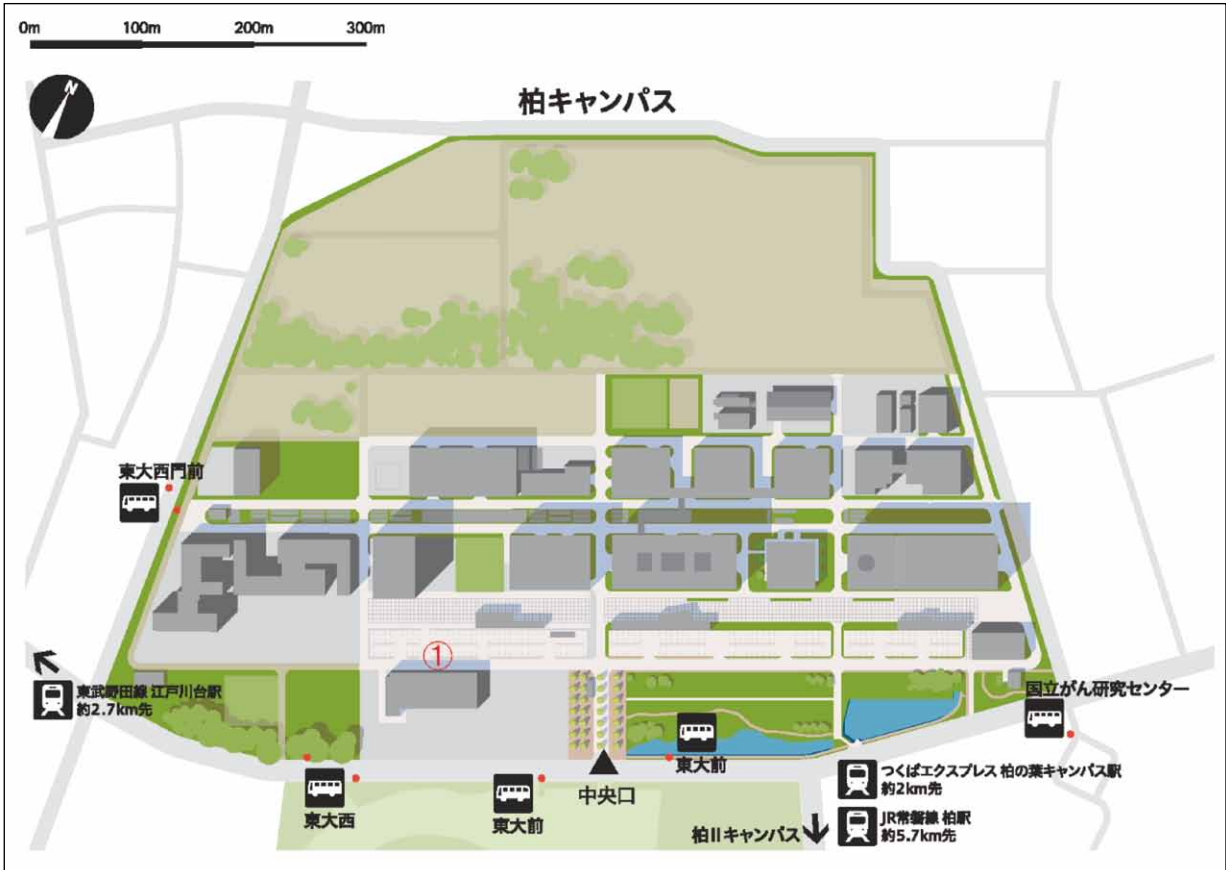 0m 100m 200m 300m
N
柏キャンパス
東大西門前
①
東武野田線 江戸川台駅
約2.7km先
国立がん研究センター
東大前
つくばエクスプレス 柏の葉キャンパス駅
約2km先
中央口
東大西
東大前
柏IIキャンパス
JR常磐線 柏駅
約5.7km先